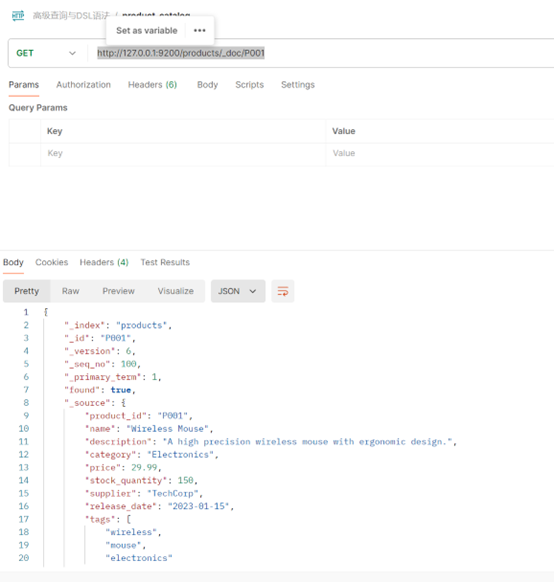 HTTP 高级查询与DSL语法 / product_catalog
Set as variable •••
GET http://127.0.0.1:9200/products/_doc/P001
Params Authorization Headers (6) Body Scripts Settings
Query Params
Key Value
Key Value
Body Cookies Headers (4) Test Results
Pretty Raw Preview Visualize JSON
1 {
2 "_index": "products",
3 "_id": "P001",
4 "_version": 6,
5 "_seq_no": 100,
6 "_primary_term": 1,
7 "found": true,
8 "_source": {
9 "product_id": "P001",
10 "name": "Wireless Mouse",
11 "description": "A high precision wireless mouse with ergonomic design.",
12 "category": "Electronics",
13 "price": 29.99,
14 "stock_quantity": 150,
15 "supplier": "TechCorp",
16 "release_date": "2023-01-15",
17 "tags": [
18 "wireless",
19 "mouse",
20 "electronics"